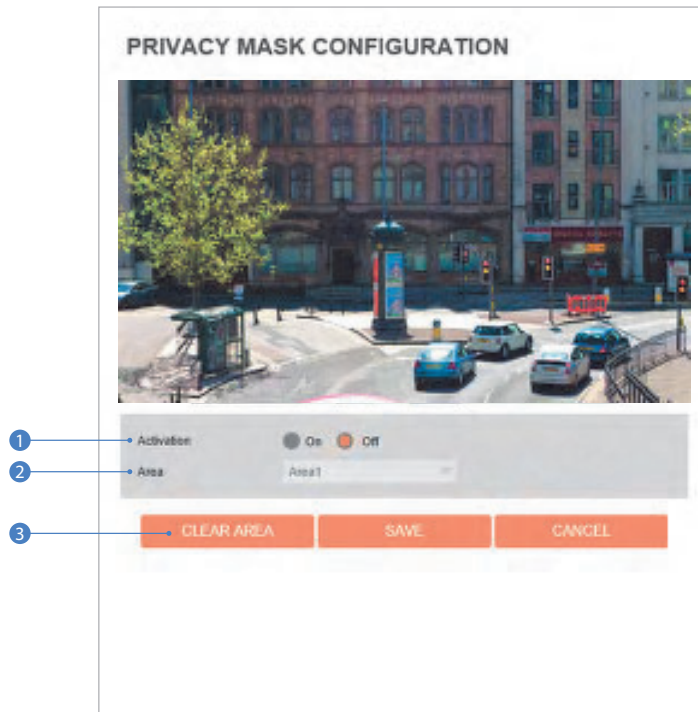 PRIVACY MASK CONFIGURATION
1 Activation On Off
2 Area Area1
3 CLEAR AREA SAVE CANCEL